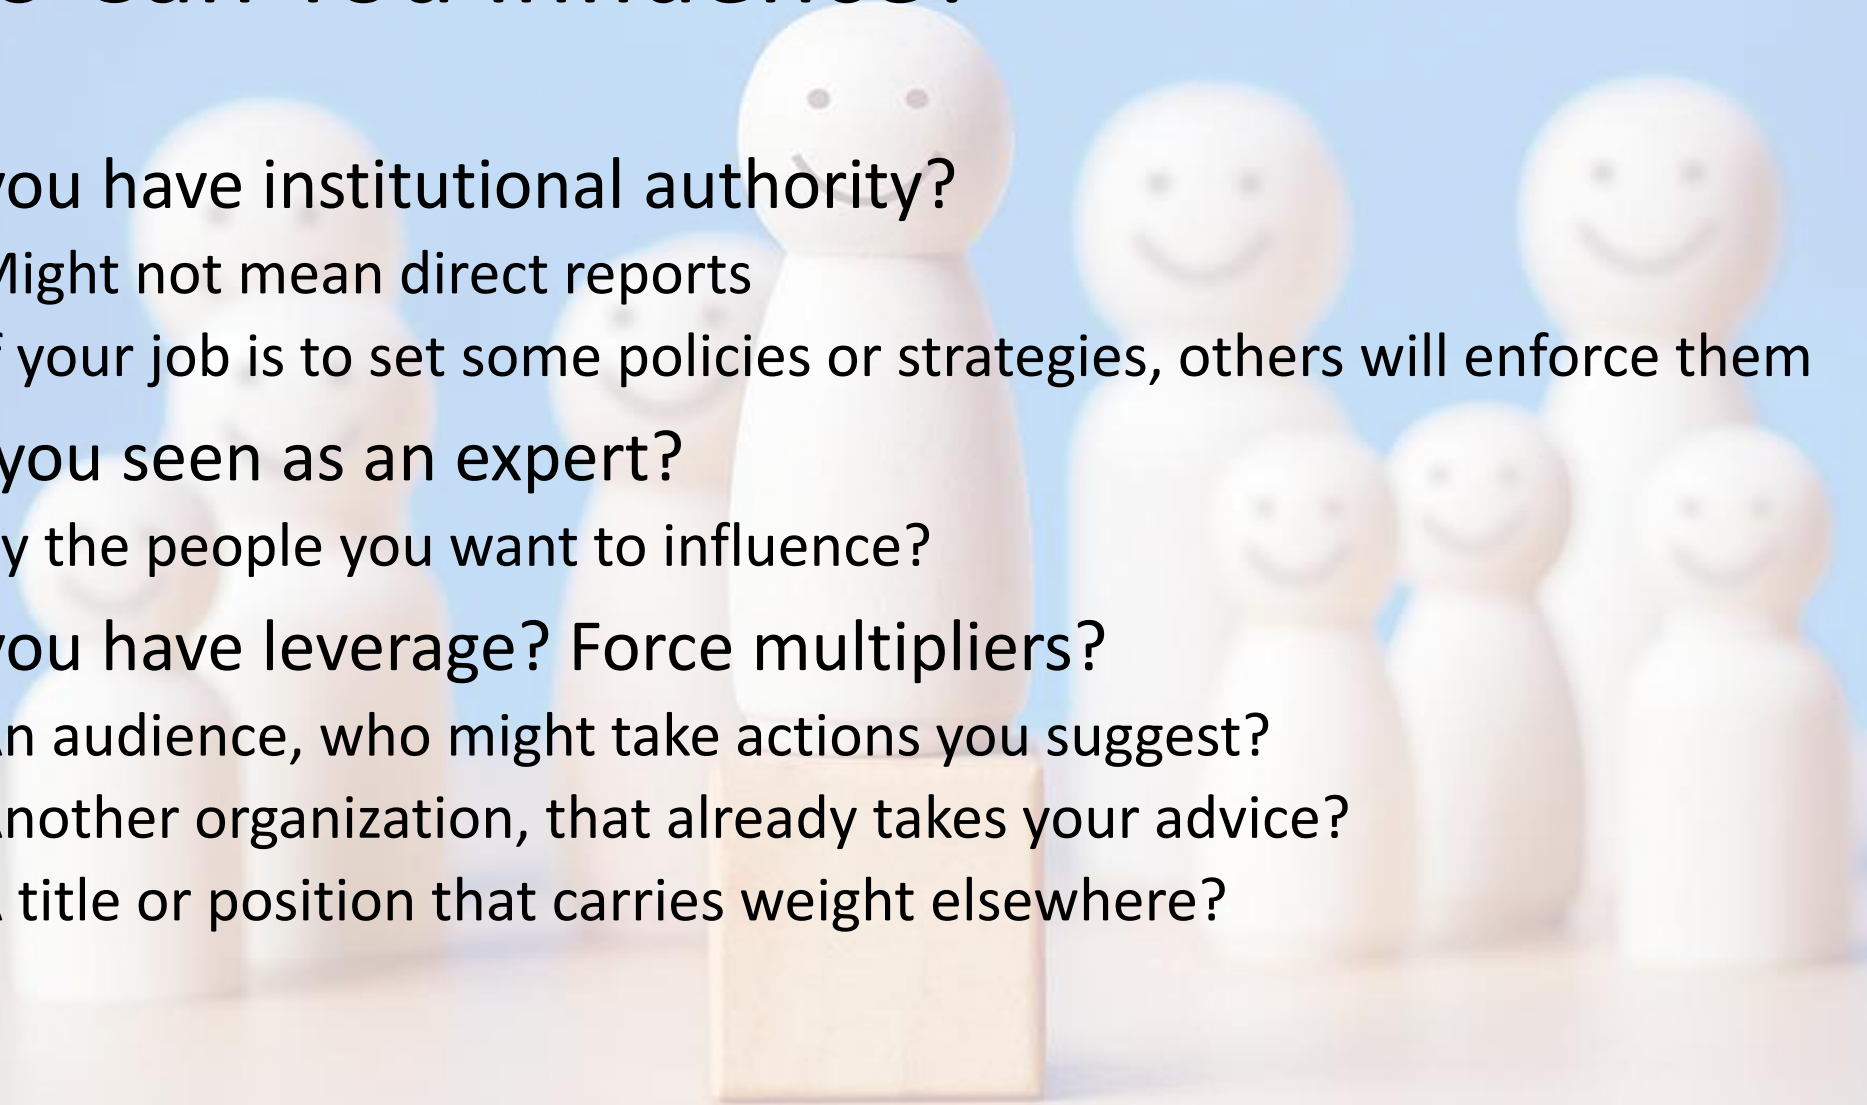 Can You Influence?
you have institutional authority?
Might not mean direct reports
your job is to set some policies or strategies, others will enforce them
you seen as an expert?
y the people you want to influence?
you have leverage? Force multipliers?
n audience, who might take actions you suggest?
nother organization, that already takes your advice?
title or position that carries weight elsewhere?